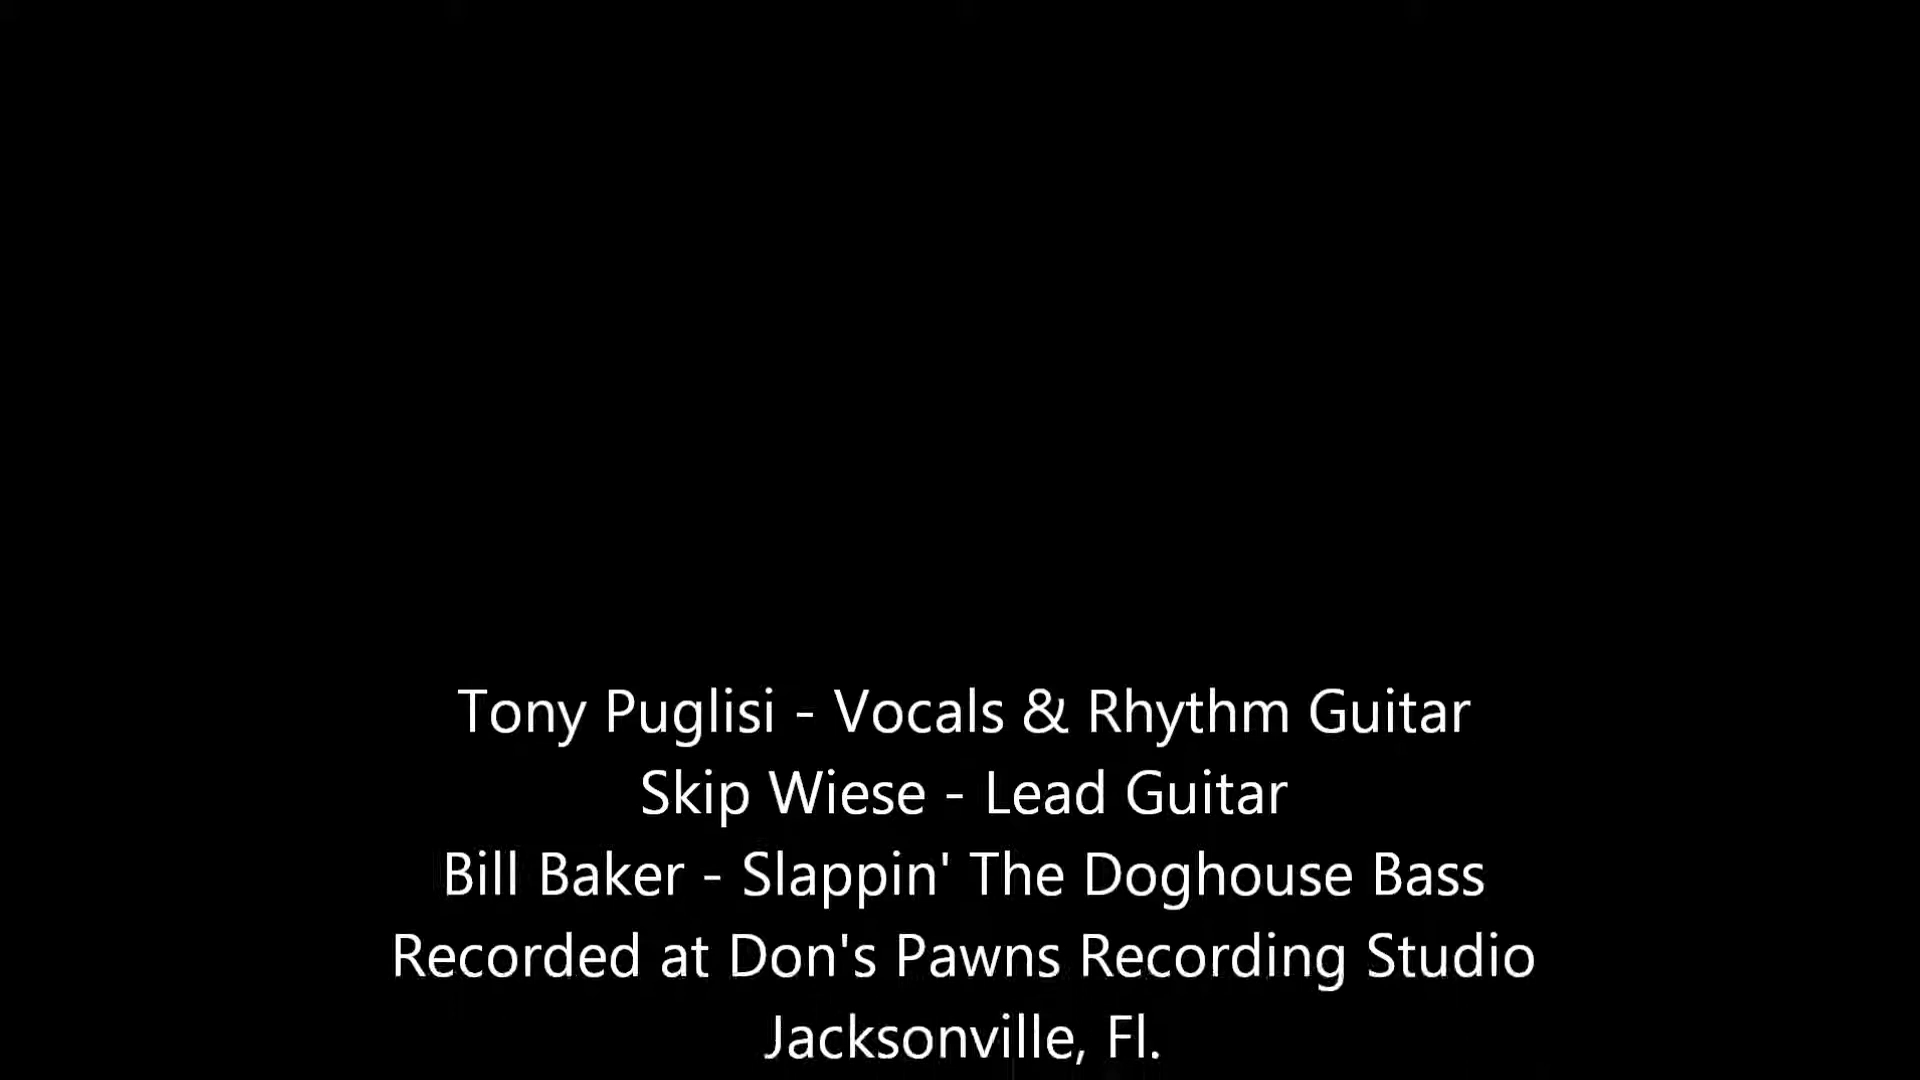 Tony Puglisi - Vocals & Rhythm Guitar
Skip Wiese - Lead Guitar
Bill Baker - Slappin' The Doghouse Bass
Recorded at Don's Pawns Recording Studio
Jacksonville, Fl.